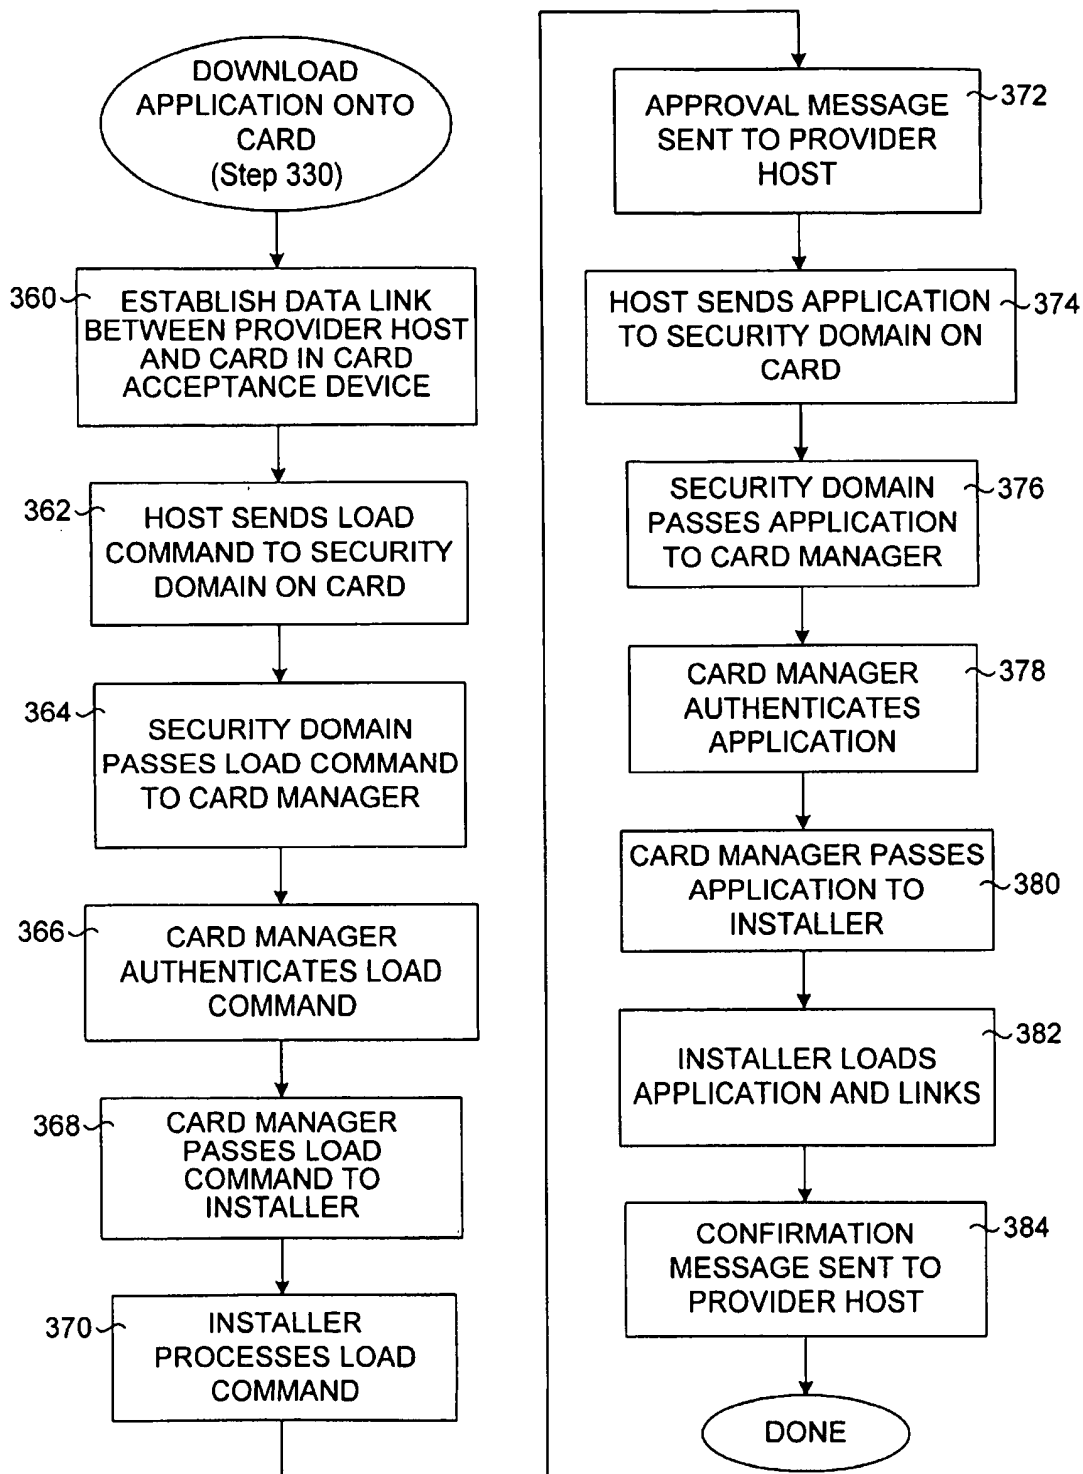 DOWNLOAD
APPLICATION ONTO
CARD
(Step 330)
360
ESTABLISH DATA LINK
BETWEEN PROVIDER HOST
AND CARD IN CARD
ACCEPTANCE DEVICE
362
HOST SENDS LOAD
COMMAND TO SECURITY
DOMAIN ON CARD
364
SECURITY DOMAIN
PASSES LOAD COMMAND
TO CARD MANAGER
366
CARD MANAGER
AUTHENTICATES LOAD
COMMAND
368
CARD MANAGER
PASSES LOAD
COMMAND TO
INSTALLER
370
INSTALLER
PROCESSES LOAD
COMMAND
372
APPROVAL MESSAGE
SENT TO PROVIDER
HOST
374
HOST SENDS APPLICATION
TO SECURITY DOMAIN ON
CARD
376
SECURITY DOMAIN
PASSES APPLICATION
TO CARD MANAGER
378
CARD MANAGER
AUTHENTICATES
APPLICATION
380
CARD MANAGER PASSES
APPLICATION TO
INSTALLER
382
INSTALLER LOADS
APPLICATION AND LINKS
384
CONFIRMATION
MESSAGE SENT TO
PROVIDER HOST
DONE